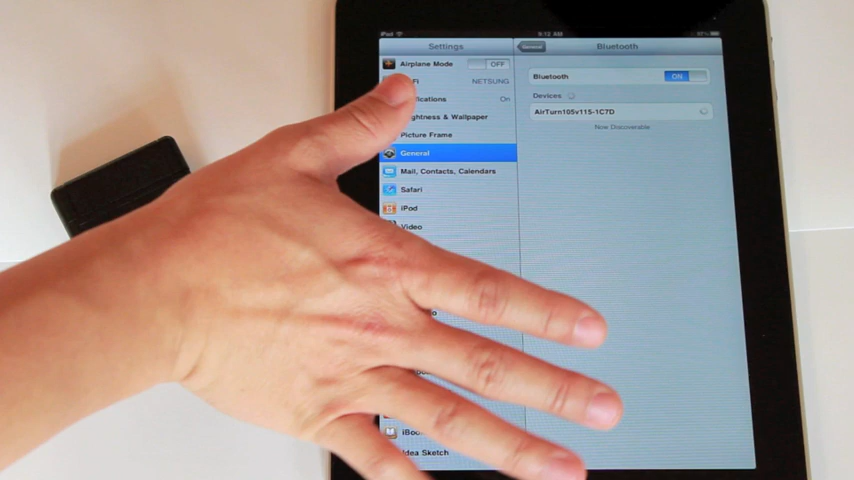 iPad
9:12 AM
Settings
Airplane Mode OFF
NETSUNG
On
Brightness & Wallpaper
Picture Frame
General
Mail, Contacts, Calendars
Safari
iPod
Video
Idea Sketch
General
Bluetooth
Bluetooth ON
Devices
AirTurn105v115-1C7D
Now Discoverable